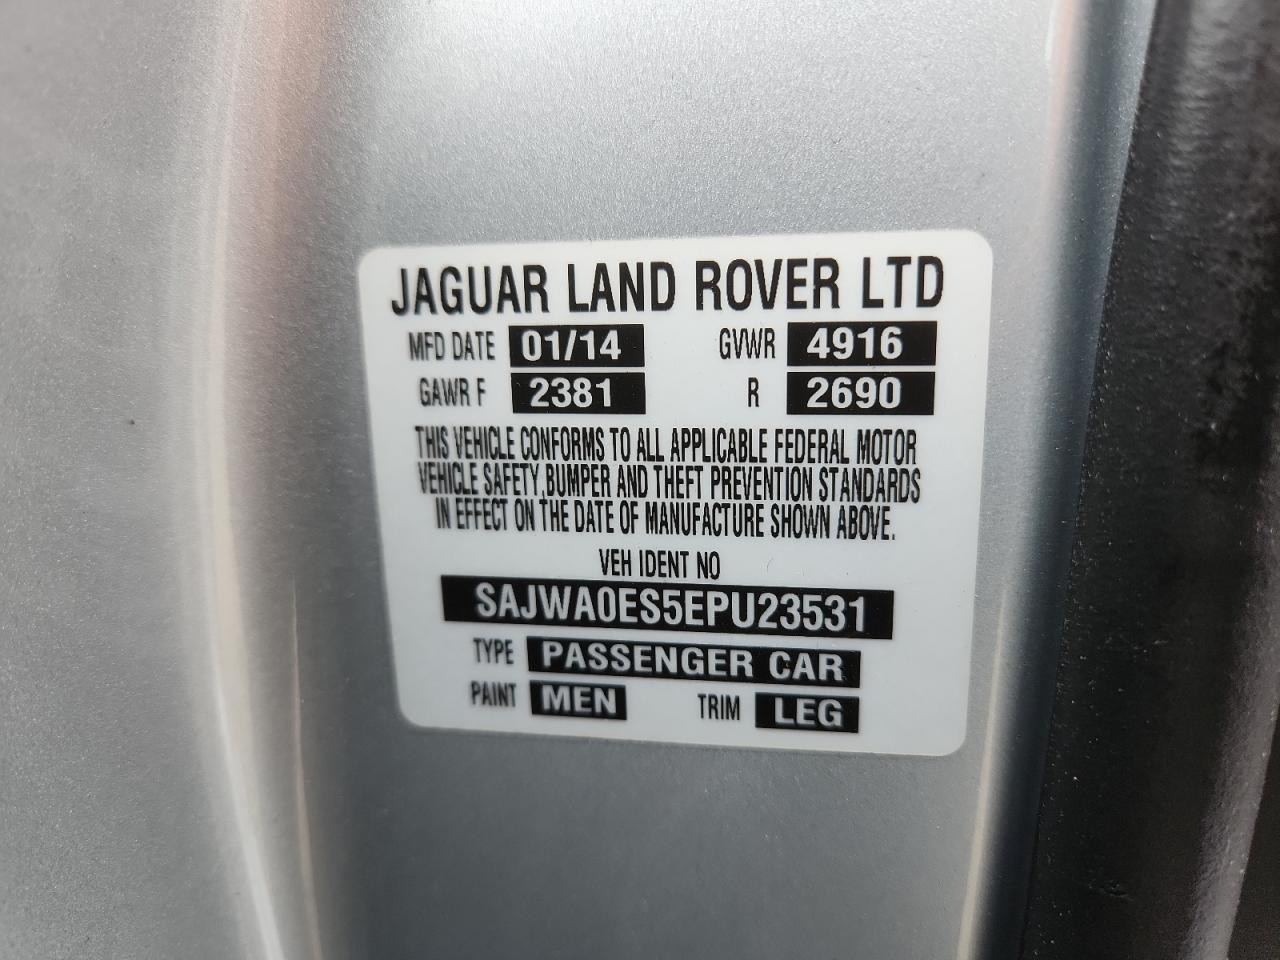 JAGUAR LAND ROVER LTD
MFD DATE 01/14 GVWR 4916
GAWR F 2381 R 2690
THIS VEHICLE CONFORMS TO ALL APPLICABLE FEDERAL MOTOR
VEHICLE SAFETY,BUMPER AND THEFT PREVENTION STANDARDS
IN EFFECT ON THE DATE OF MANUFACTURE SHOWN ABOVE.
VEH IDENT NO
SAJWA0ES5EPU23531
TYPE PASSENGER CAR
PAINT MEN TRIM LEG